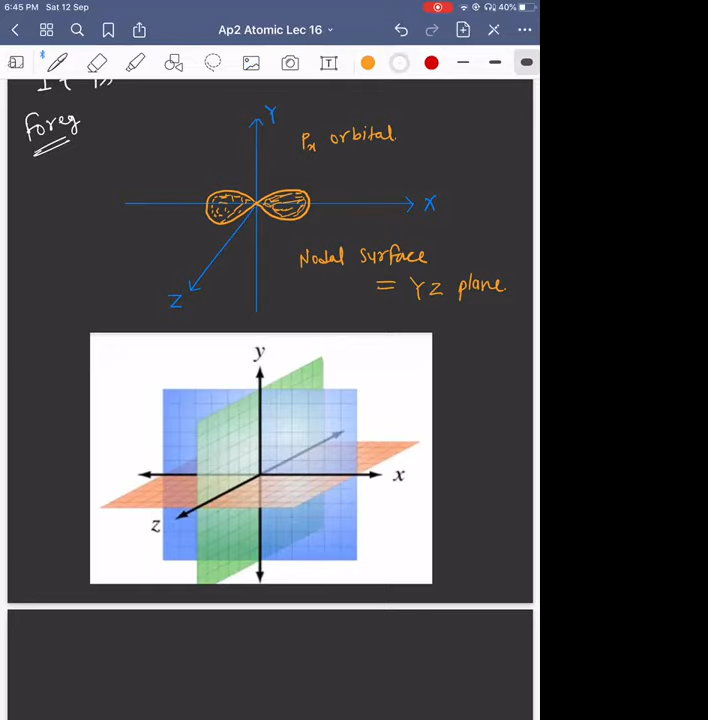 6:45 PM Sat 12 Sep
40%
Ap2 Atomic Lec 16
T
Foreg
Y
Px orbital.
X
Nodal surface
= YZ plane.
Z
y
x
z